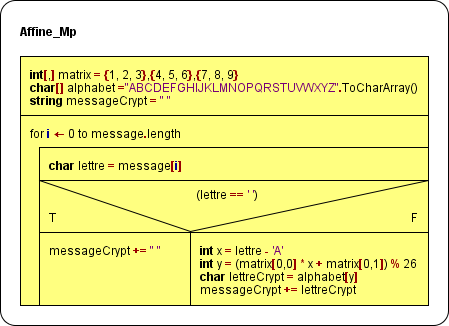 Affine_Mp
int[,] matrix = {1, 2, 3},{4, 5, 6},{7, 8, 9}
char[] alphabet ="ABCDEFGHIJKLMNOPQRSTUVWXYZ".ToCharArray()
string messageCrypt = " "
for i ← 0 to message.length
char lettre = message[i]
(lettre == ' ')
T F
messageCrypt += " "
int x = lettre - 'A'
int y = (matrix[0,0] * x + matrix[0,1]) % 26
char lettreCrypt = alphabet[y]
messageCrypt += lettreCrypt